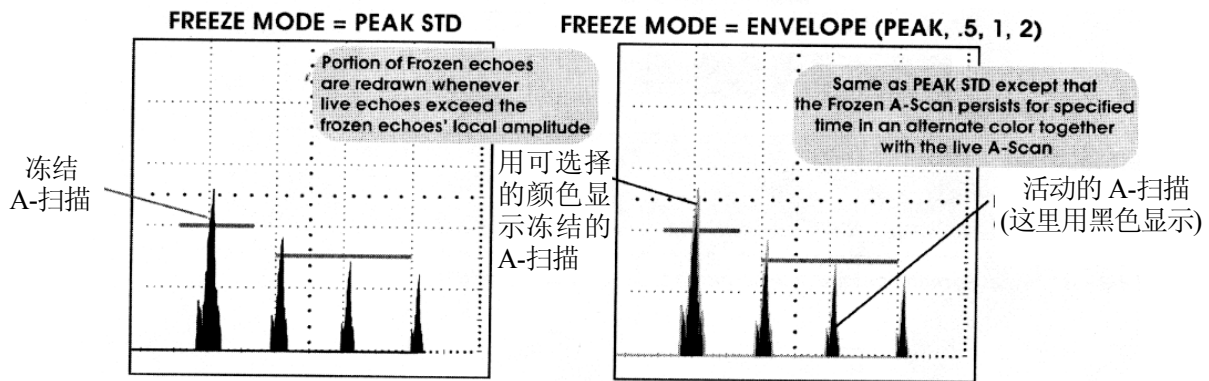 FREEZE MODE = PEAK STD
Portion of Frozen echoes
are redrawn whenever
live echoes exceed the
frozen echoes' local amplitude
冻结
A-扫描
FREEZE MODE = ENVELOPE (PEAK, .5, 1, 2)
Same as PEAK STD except that
the Frozen A-Scan persists for specified
time in an alternate color together
with the live A-Scan
用可选择
的颜色显
示冻结的
A-扫描
活动的 A-扫描
(这里用黑色显示)